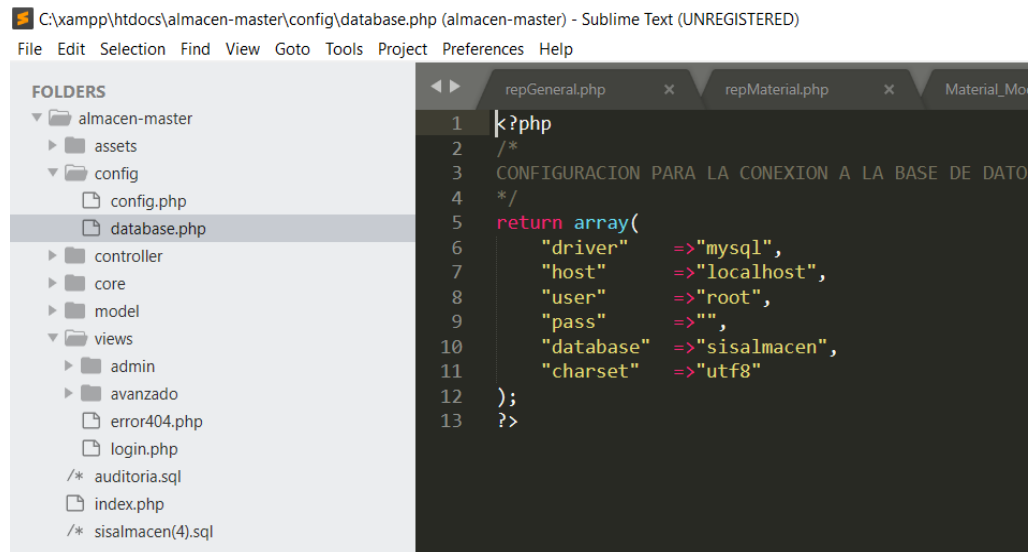 C:\xampp\htdocs\almacen-master\config\database.php (almacen-master) - Sublime Text (UNREGISTERED)
File Edit Selection Find View Goto Tools Project Preferences Help
FOLDERS
almacen-master
assets
config
config.php
database.php
controller
core
model
views
admin
avanzado
error404.php
login.php
/* auditoria.sql
index.php
/* sisalmacen(4).sql
repGeneral.php × repMaterial.php × Material_Mo
1 <?php
2 /*
3 CONFIGURACION PARA LA CONEXION A LA BASE DE DATO
4 */
5 return array(
6 "driver" =>"mysql",
7 "host" =>"localhost",
8 "user" =>"root",
9 "pass" =>"",
10 "database" =>"sisalmacen",
11 "charset" =>"utf8"
12 );
13 ?>